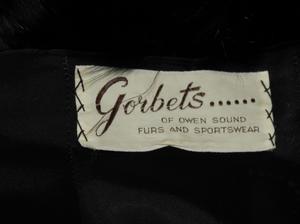 Gorbets......
OF OWEN SOUND
FURS AND SPORTSWEAR